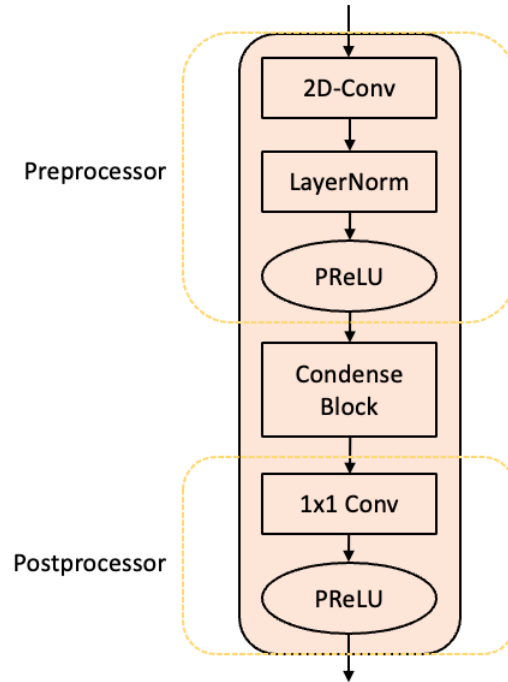 2D-Conv
Preprocessor
LayerNorm
PReLU
Condense
Block
1x1 Conv
Postprocessor
PReLU